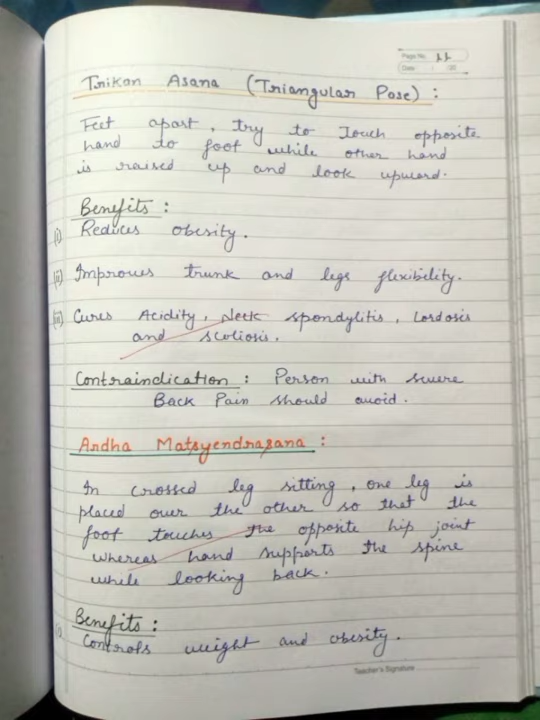 Page No. 22
Date : 20
Trikon Asana (Triangular Pose) :
Feet apart, try to Touch opposite
hand to foot while other hand
is raised up and look upward.
Benefits :
(i) Reduces obesity.
(ii) Improves trunk and legs flexibility.
(iii) Cures Acidity, Neck spondylitis, Lordosis
and scoliosis.
Contraindication : Person with severe
Back Pain should avoid.
Ardha Matsyendrasana :
In crossed leg sitting, one leg is
placed over the other so that the
foot touches the opposite hip joint
whereas hand supports the spine
while looking back.
Benefits :
(i) Controls weight and obesity.
Teacher's Signature